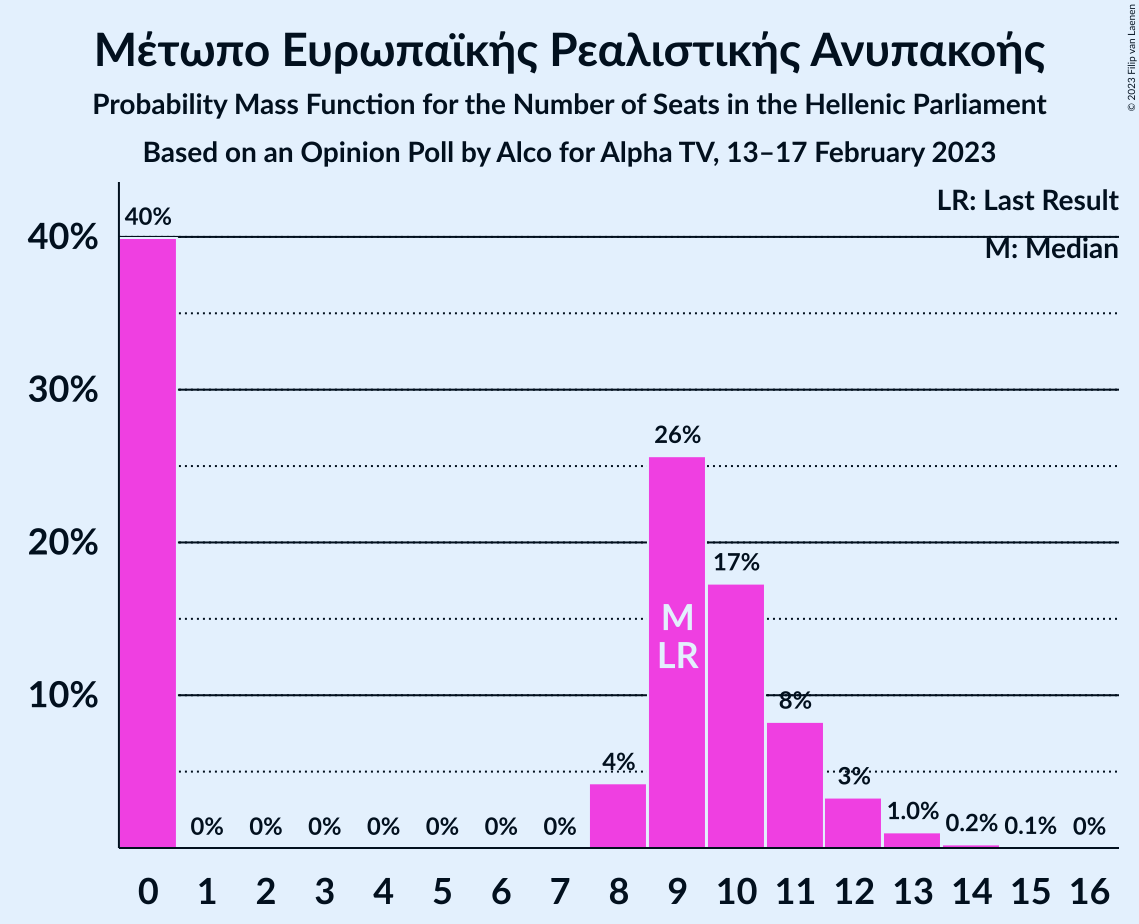 Μέτωπο Ευρωπαϊκής Ρεαλιστικής Ανυπακοής
Probability Mass Function for the Number of Seats in the Hellenic Parliament
Based on an Opinion Poll by Alco for Alpha TV, 13–17 February 2023
© 2023 Filip van Laenen
LR: Last Result
M: Median
40%
30%
20%
10%
40%
0%
0%
0%
0%
0%
0%
0%
4%
26%
17%
8%
3%
1.0%
0.2%
0.1%
0%
M
LR
0 1 2 3 4 5 6 7 8 9 10 11 12 13 14 15 16